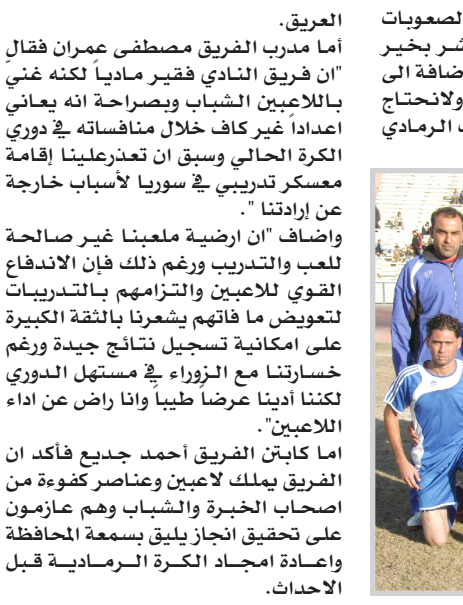 العريق.
أما مدرب الفريق مصطفى عمران فقال
"ان فريق النادي فقير مادياً لكنه غني
باللاعبين الشباب وبصراحة انه يعاني
اعداداً غير كاف خلال منافساته في دوري
الكرة الحالي وسبق ان تعذرعلينا إقامة
معسكر تدريبي في سوريا لأسباب خارجة
عن إرادتنا ".
واضاف "ان ارضية ملعبنا غير صالحة
للعب والتدريب ورغم ذلك فإن الاندفاع
القوي للاعبين والتزامهم بالتدريبات
لتعويض ما فاتهم يشعرنا بالثقة الكبيرة
على امكانية تسجيل نتائج جيدة ورغم
خسارتنا مع الزوراء في مستهل الدوري
لكننا أدينا عرضاً طيباً وانا راض عن اداء
اللاعبين".
اما كابتن الفريق أحمد جديع فأكد ان
الفريق يملك لاعبين وعناصر كفوءة من
اصحاب الخبرة والشباب وهم عازمون
على تحقيق انجاز يليق بسمعة المحافظة
واعادة امجاد الكرة الرمادية قبل
الاحداث.
لصعوبات
شر بخير
ضافة الى
ولانحتاج
الرمادي